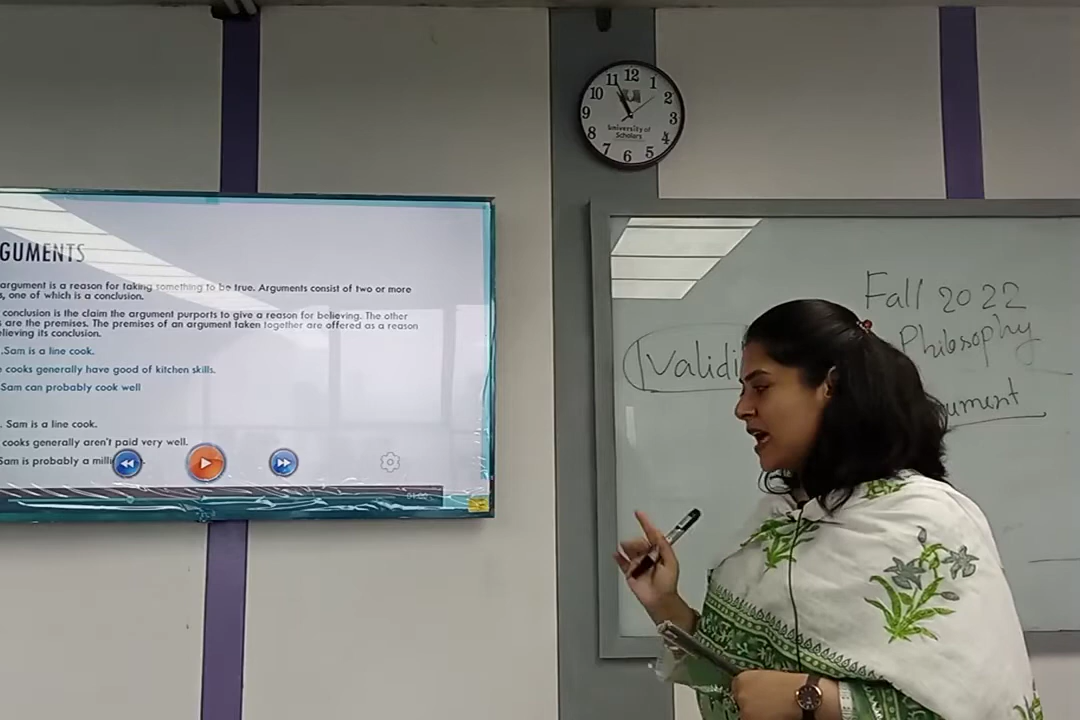 GUMENTS
argument is a reason for taking something to be true. Arguments consist of two or more
s, one of which is a conclusion.
conclusion is the claim the argument purports to give a reason for believing. The other
s are the premises. The premises of an argument taken together are offered as a reason
elieving its conclusion.
.Sam is a line cook.
e cooks generally have good of kitchen skills.
Sam can probably cook well
. Sam is a line cook.
cooks generally aren't paid very well.
Sam is probably a milli
12
11
1
10
2
9
3
8
4
7
5
6
University of
Scholars
Fall 2022
Philosophy
Validi
ument